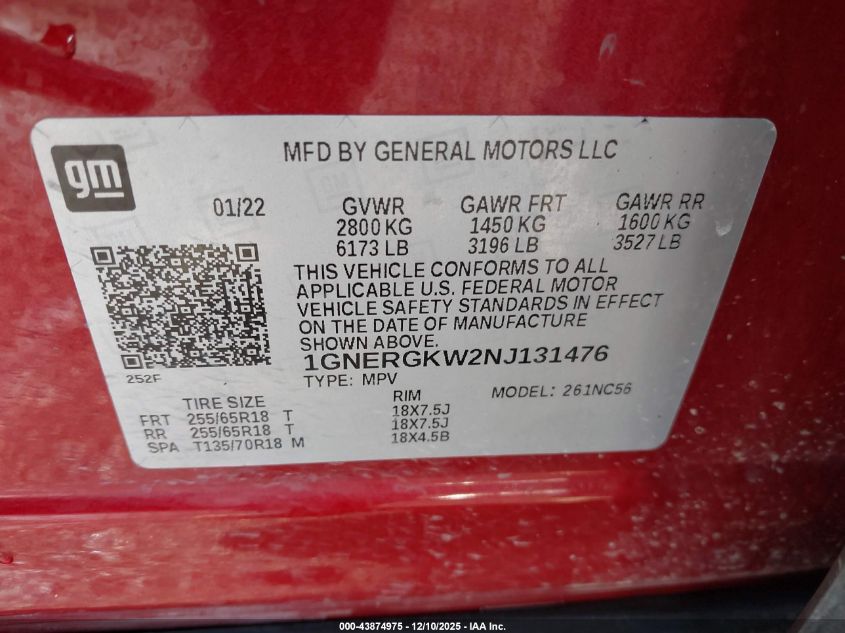 gm
MFD BY GENERAL MOTORS LLC
01/22 GVWR GAWR FRT GAWR RR
2800 KG 1450 KG 1600 KG
6173 LB 3196 LB 3527 LB
THIS VEHICLE CONFORMS TO ALL
APPLICABLE U.S. FEDERAL MOTOR
VEHICLE SAFETY STANDARDS IN EFFECT
ON THE DATE OF MANUFACTURE
SHOWN ABOVE.
1GNERGKW2NJ131476
252F
TYPE: MPV MODEL: 261NC56
TIRE SIZE RIM
FRT 255/65R18 T 18X7.5J
RR 255/65R18 T 18X7.5J
SPA T135/70R18 M 18X4.5B
000-43874975 - 12/10/2025 - IAA Inc.